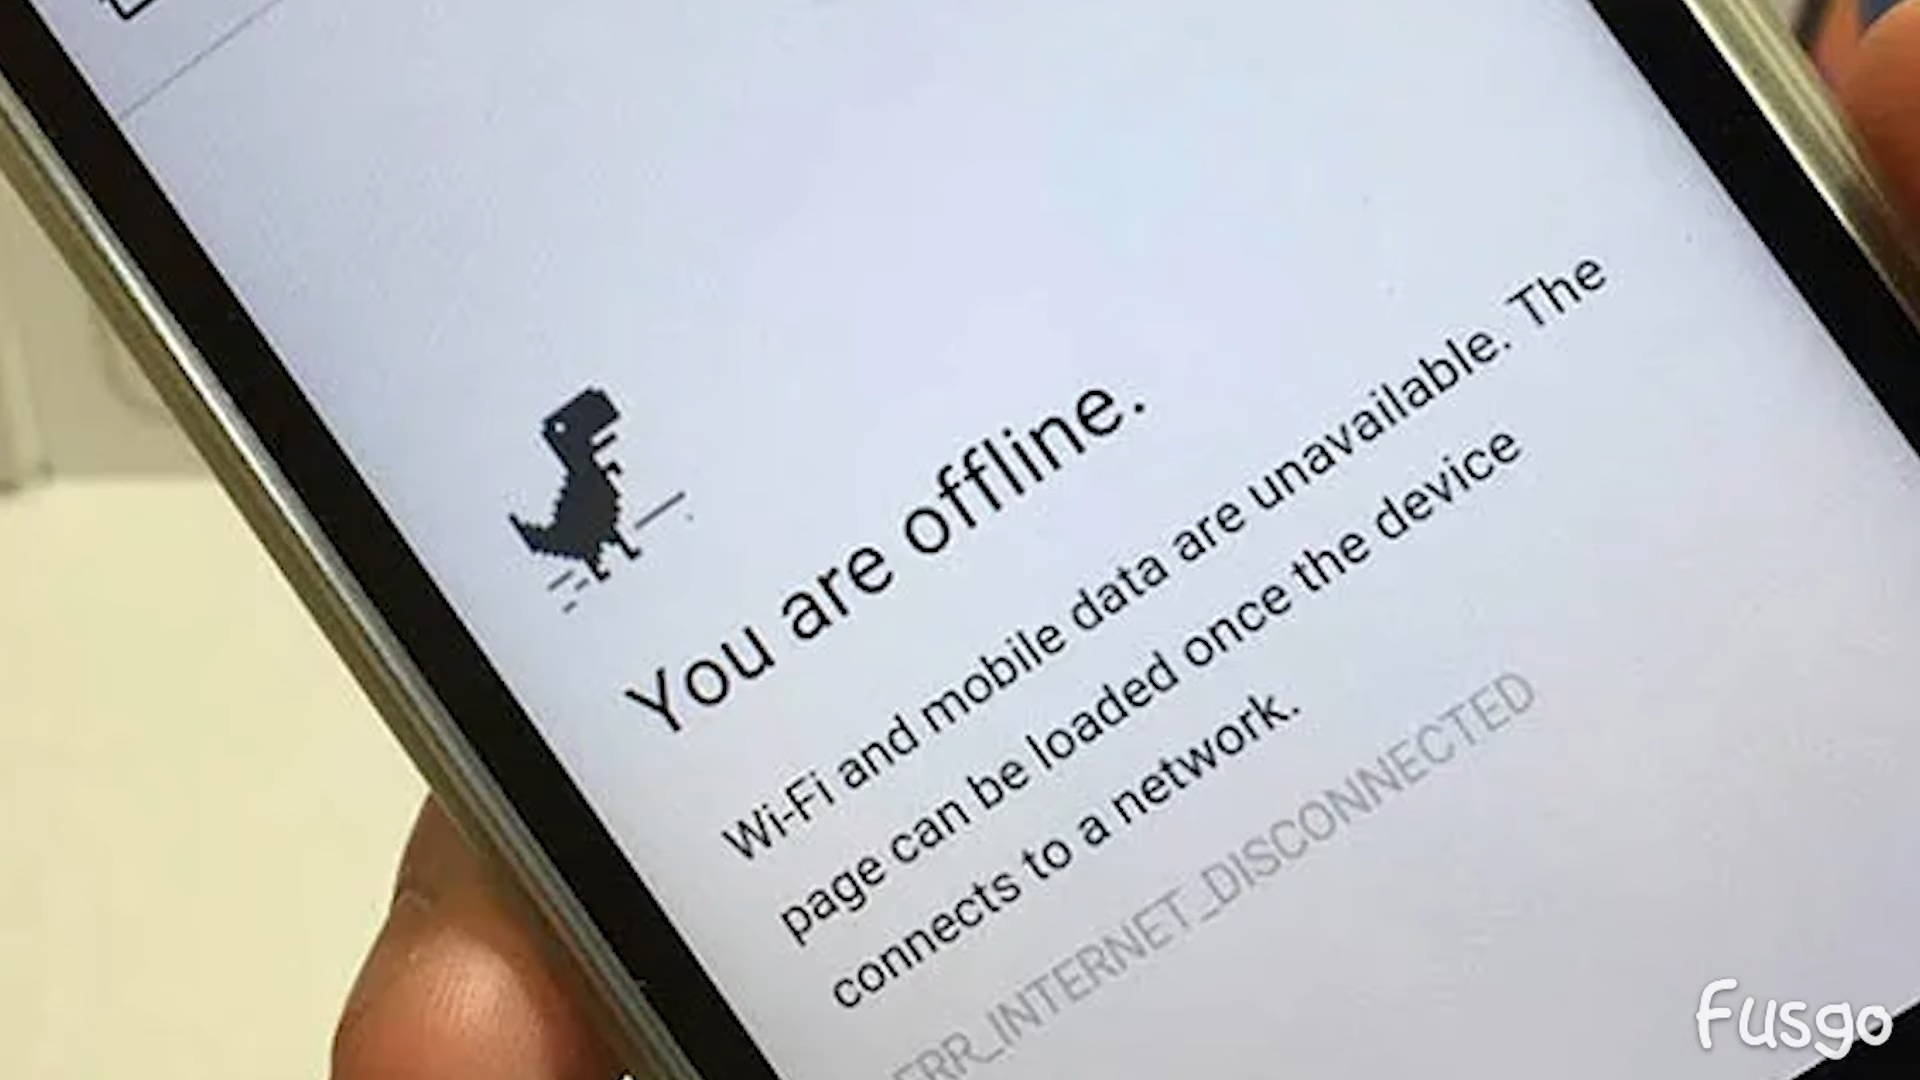 You are offline.
Wi-Fi and mobile data are unavailable. The
page can be loaded once the device
connects to a network.
ERR_INTERNET_DISCONNECTED
Fusgo